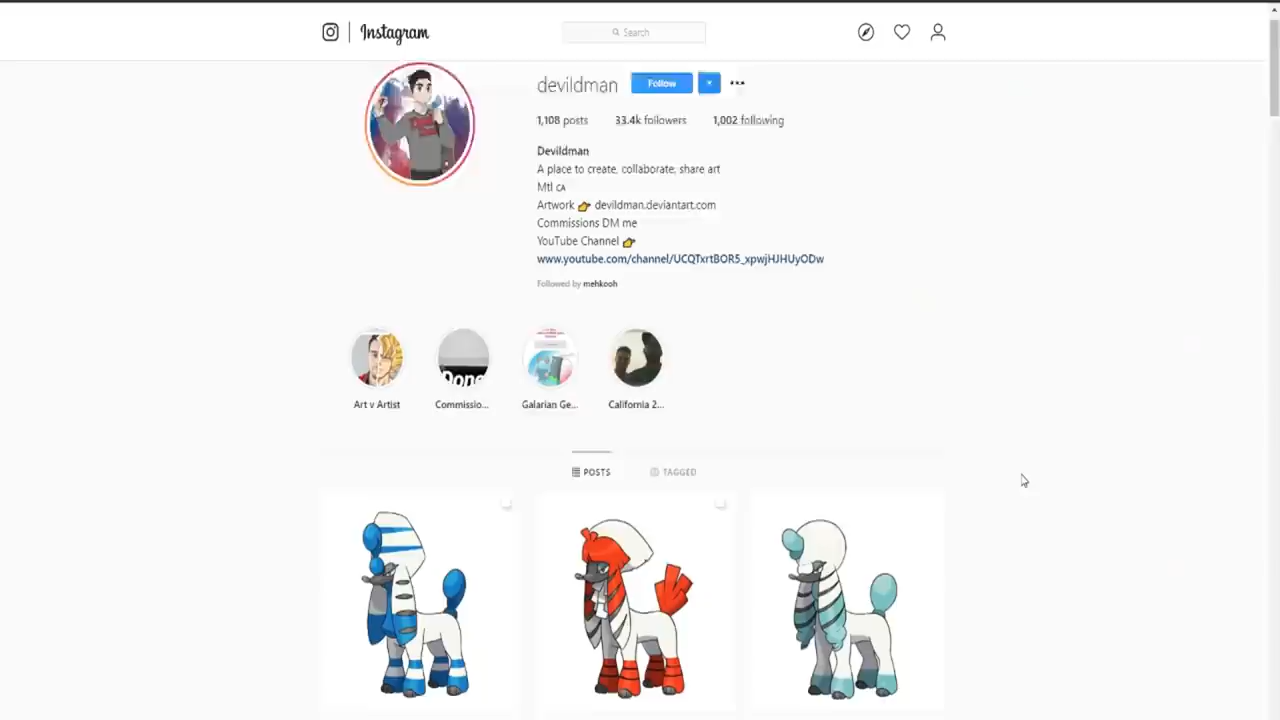 Instagram
Search
devildman Follow
1,108 posts 33.4k followers 1,002 following
Devildman
A place to create, collaborate, share art
Mtl CA
Artwork 👉 devildman.deviantart.com
Commissions DM me
YouTube Channel 👉
www.youtube.com/channel/UCQTxrtBOR5_xpwjHJHUyODw
Followed by mehkooh
Done
Art v Artist Commissio... Galarian Ge... California 2...
POSTS TAGGED